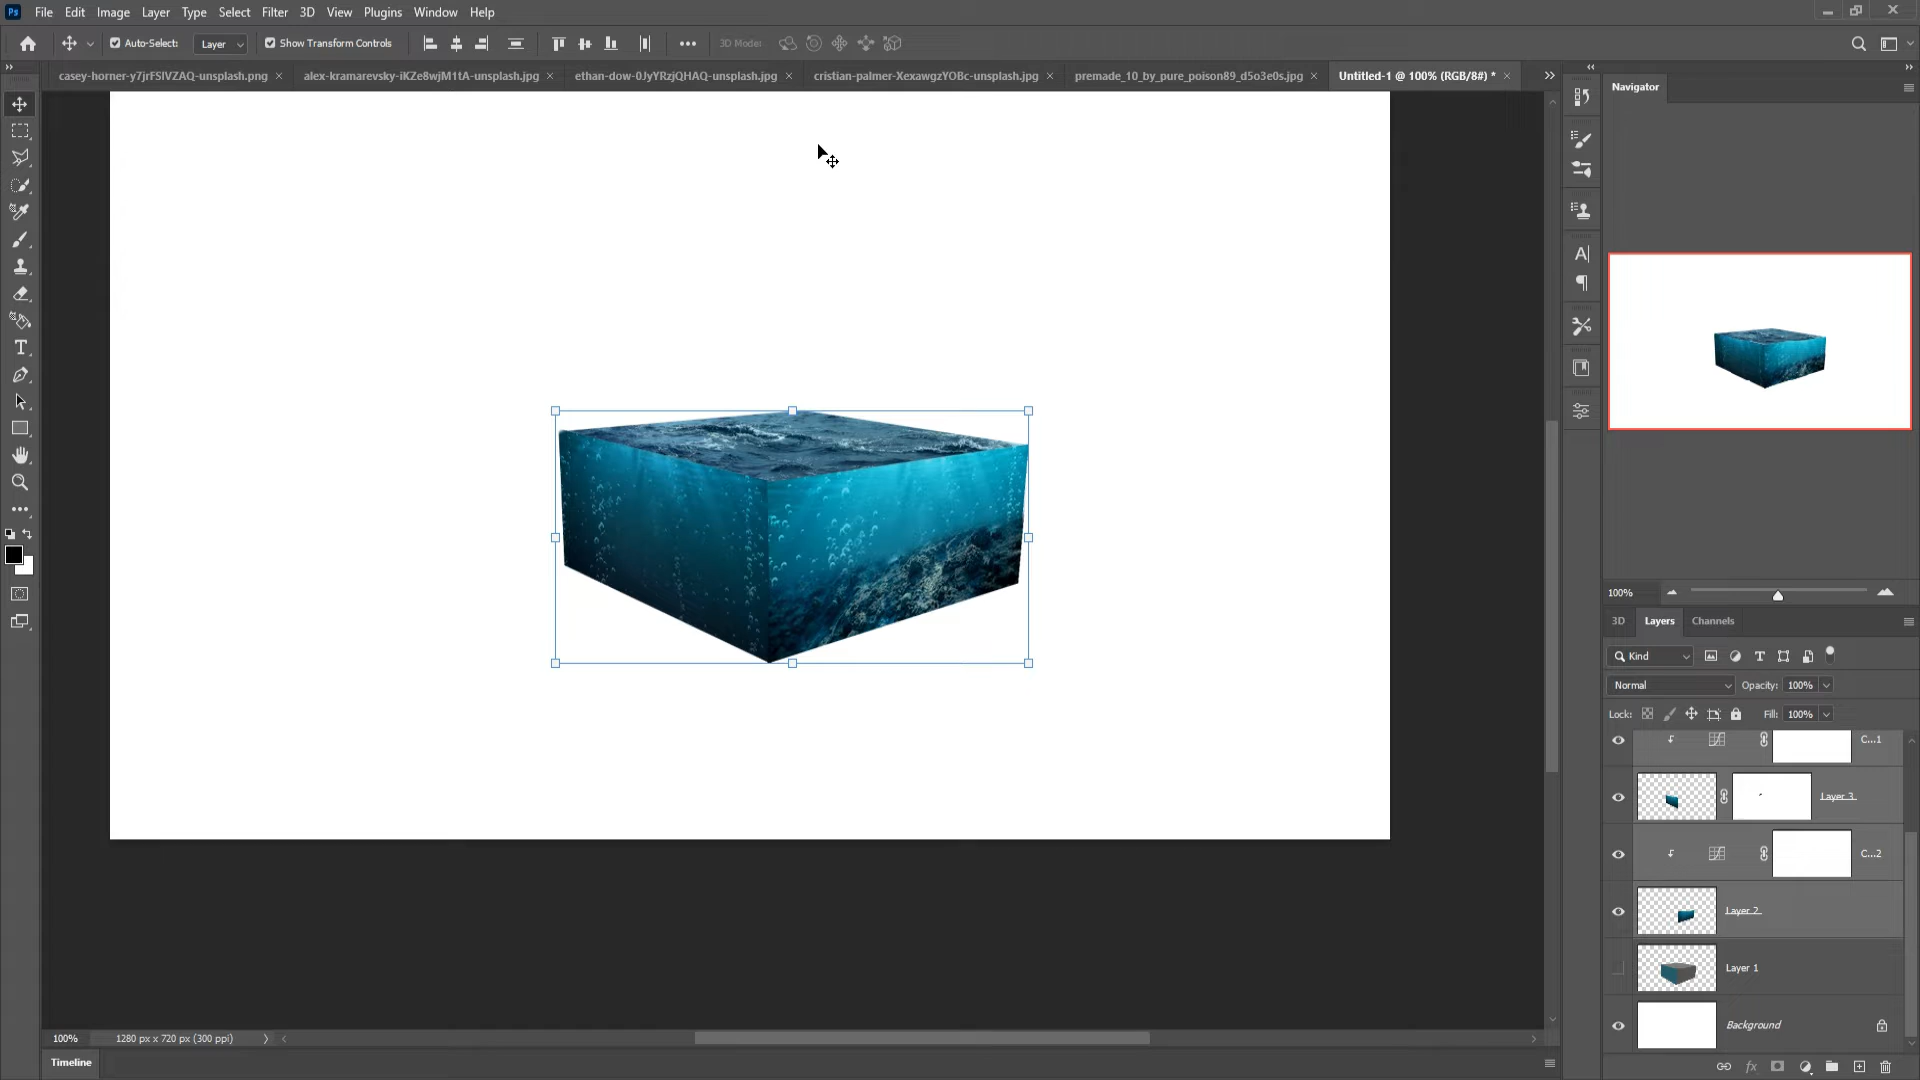 Ps File Edit Image Layer Type Select Filter 3D View Plugins Window Help
Auto-Select: Layer Show Transform Controls 3D Mode:
casey-horner-y7jrFSlVZAQ-unsplash.png alex-kramarevsky-iKZe8wjM1tA-unsplash.jpg ethan-dow-0JyYRzjQHAQ-unsplash.jpg cristian-palmer-XexawgzYOBc-unsplash.jpg premade_10_by_pure_poison89_d5o3e0s.jpg Untitled-1 @ 100% (RGB/8#) *
Navigator
100%
3D Layers Channels
Kind
Normal Opacity: 100%
Lock: Fill: 100%
C...1
Layer 3
C...2
Layer 2
Layer 1
Background
100% 1280 px x 720 px (300 ppi)
Timeline